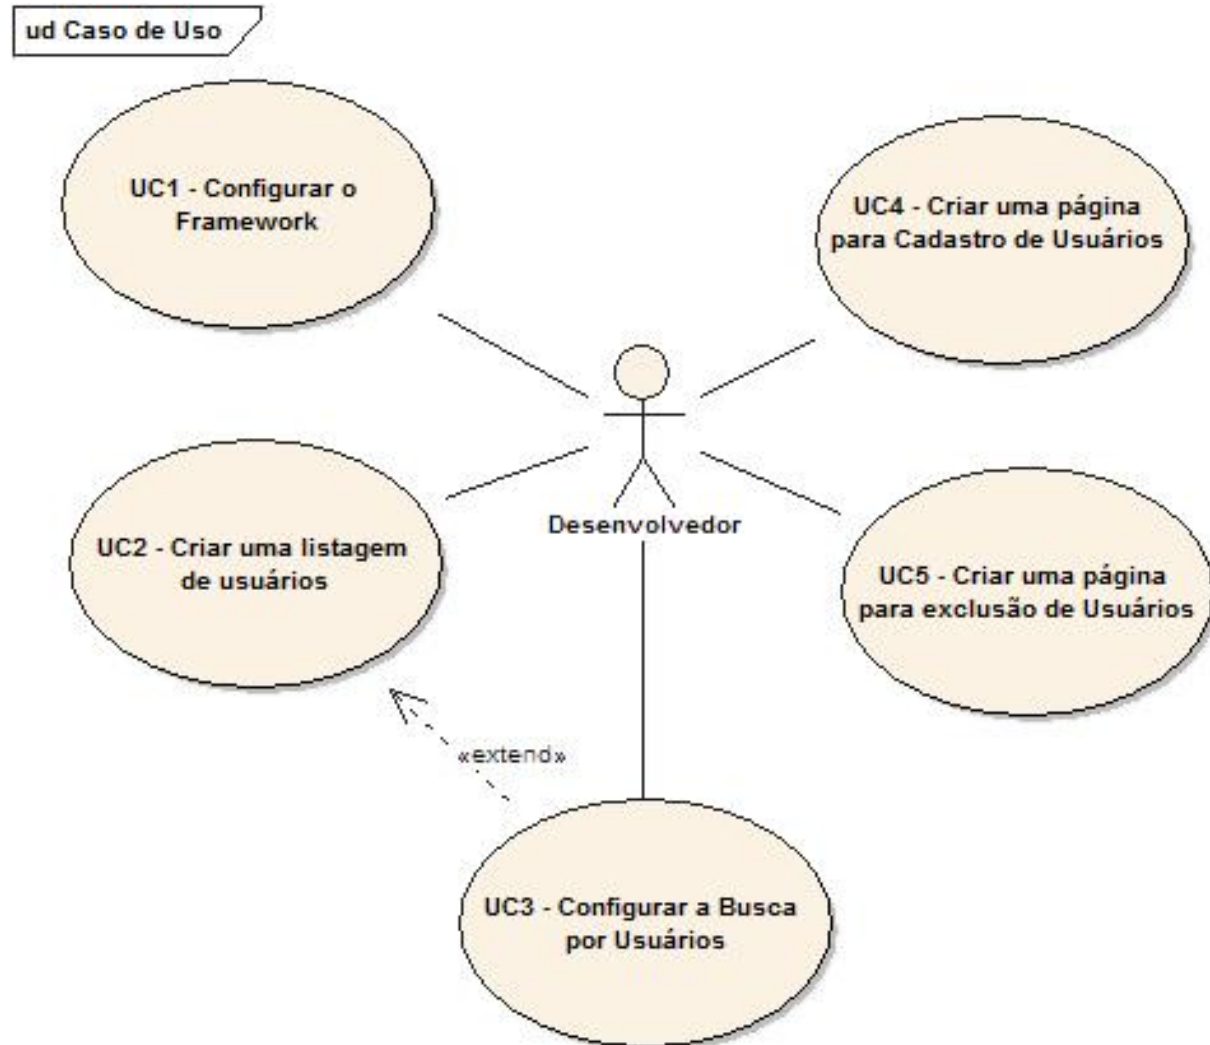 ud Caso de Uso
UC1 - Configurar o
Framework
UC4 - Criar uma página
para Cadastro de Usuários
Desenvolvedor
UC2 - Criar uma listagem
de usuários
UC5 - Criar uma página
para exclusão de Usuários
«extend»
UC3 - Configurar a Busca
por Usuários